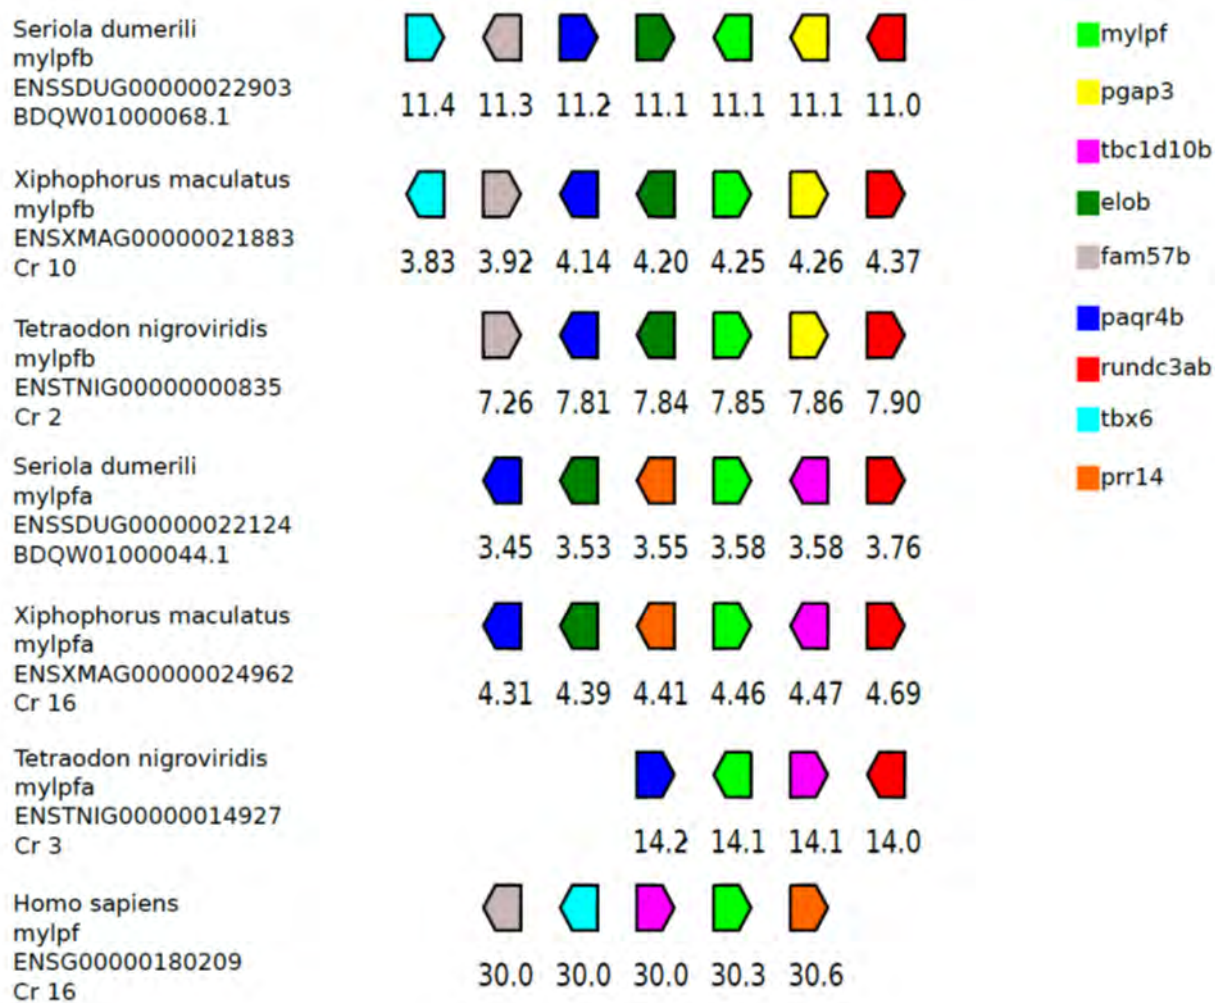 Seriola dumerili
mylpfb
ENSSDUG00000022903
BDQW01000068.1
11.4 11.3 11.2 11.1 11.1 11.1 11.0
Xiphophorus maculatus
mylpfb
ENSXMAG00000021883
Cr 10
3.83 3.92 4.14 4.20 4.25 4.26 4.37
Tetraodon nigroviridis
mylpfb
ENSTNIG00000000835
Cr 2
7.26 7.81 7.84 7.85 7.86 7.90
Seriola dumerili
mylpfa
ENSSDUG00000022124
BDQW01000044.1
3.45 3.53 3.55 3.58 3.58 3.76
Xiphophorus maculatus
mylpfa
ENSXMAG00000024962
Cr 16
4.31 4.39 4.41 4.46 4.47 4.69
Tetraodon nigroviridis
mylpfa
ENSTNIG00000014927
Cr 3
14.2 14.1 14.1 14.0
Homo sapiens
mylpf
ENSG00000180209
Cr 16
30.0 30.0 30.0 30.3 30.6
mylpf
pgap3
tbc1d10b
elob
fam57b
paqr4b
rundc3ab
tbx6
prr14